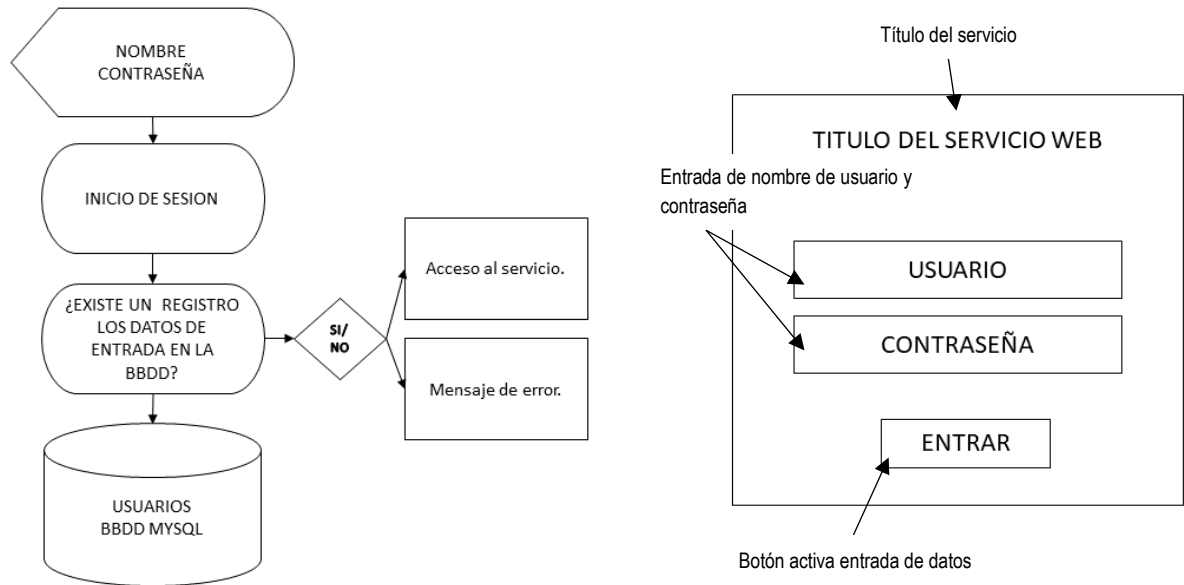 NOMBRE
CONTRASEÑA
INICIO DE SESION
¿EXISTE UN REGISTRO
LOS DATOS DE
ENTRADA EN LA
BBDD?
SI/
NO
Acceso al servicio.
Mensaje de error.
USUARIOS
BBDD MYSQL
Título del servicio
TITULO DEL SERVICIO WEB
Entrada de nombre de usuario y
contraseña
USUARIO
CONTRASEÑA
ENTRAR
Botón activa entrada de datos